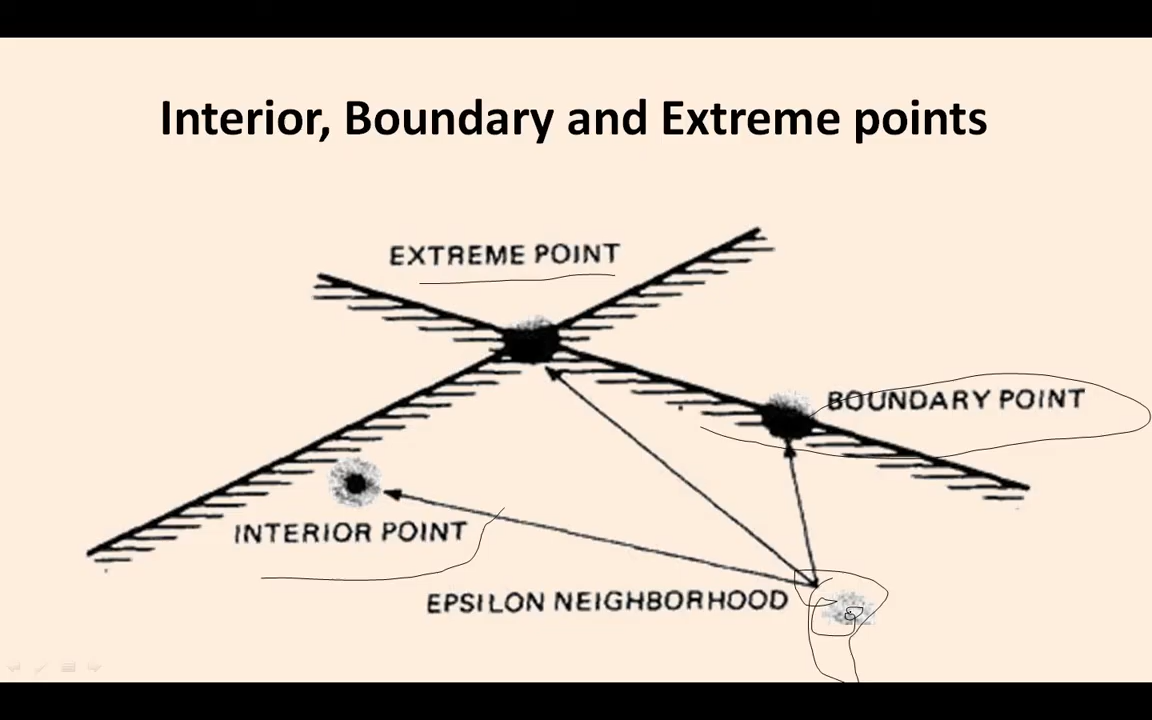 Interior, Boundary and Extreme points
EXTREME POINT
BOUNDARY POINT
INTERIOR POINT
EPSILON NEIGHBORHOOD